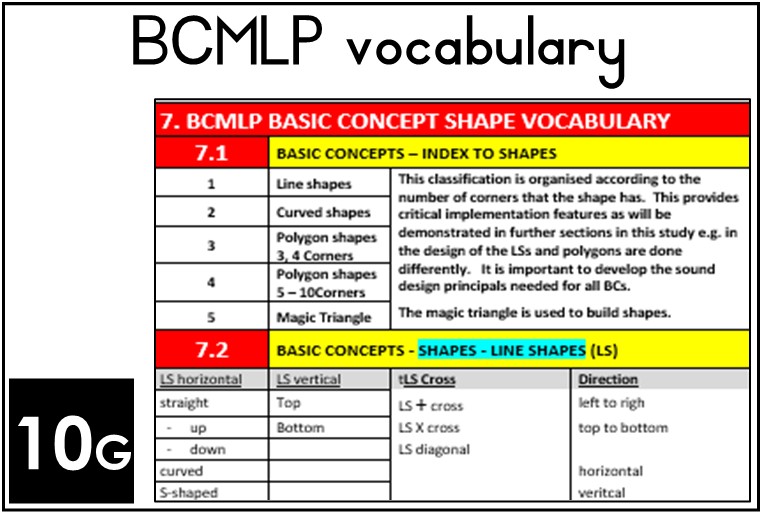 BCMLP vocabulary
7. BCMLP BASIC CONCEPT SHAPE VOCABULARY
7.1 BASIC CONCEPTS – INDEX TO SHAPES
1 Line shapes
2 Curved shapes
3 Polygon shapes
3, 4 Corners
4 Polygon shapes
5 – 10Corners
5 Magic Triangle
This classification is organised according to the
number of corners that the shape has. This provides
critical implementation features as will be
demonstrated in further sections in this study e.g. in
the design of the LSs and polygons are done
differently. It is important to develop the sound
design principals needed for all BCs.
The magic triangle is used to build shapes.
7.2 BASIC CONCEPTS - SHAPES - LINE SHAPES (LS)
LS horizontal LS vertical tLS Cross Direction
straight Top LS + cross left to righ
- up Bottom LS X cross top to bottom
- down LS diagonal
curved horizontal
S-shaped veritcal
10G